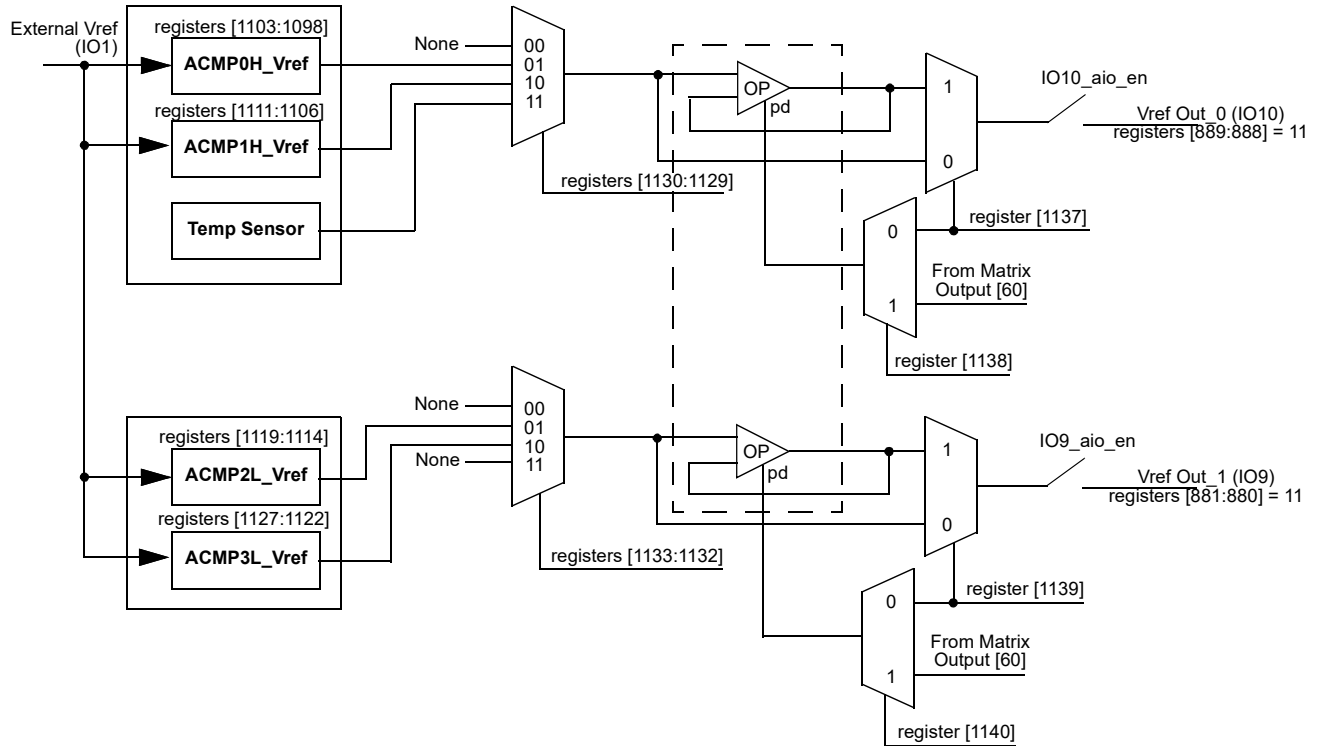 External Vref
(IO1)
registers [1103:1098]
ACMP0H_Vref
registers [1111:1106]
ACMP1H_Vref
Temp Sensor
None
00
01
10
11
registers [1130:1129]
OP
pd
1
0
IO10_aio_en
Vref Out_0 (IO10)
registers [889:888] = 11
0
register [1137]
From Matrix
Output [60]
1
register [1138]
registers [1119:1114]
ACMP2L_Vref
registers [1127:1122]
ACMP3L_Vref
None
None
00
01
10
11
registers [1133:1132]
OP
pd
1
0
IO9_aio_en
Vref Out_1 (IO9)
registers [881:880] = 11
0
register [1139]
From Matrix
Output [60]
1
register [1140]